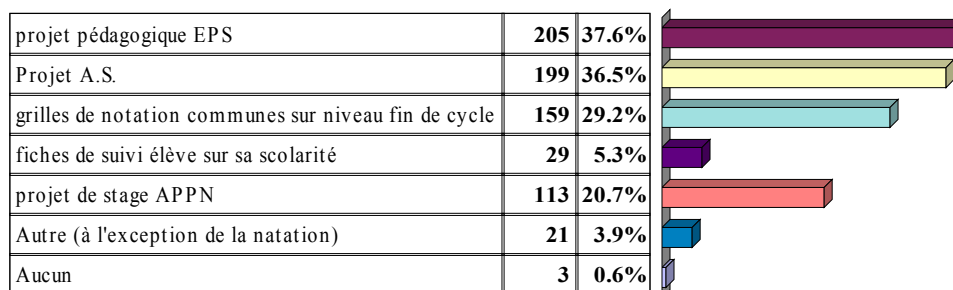 projet pédagogique EPS 205 37.6%
Projet A.S. 199 36.5%
grilles de notation communes sur niveau fin de cycle 159 29.2%
fiches de suivi élève sur sa scolarité 29 5.3%
projet de stage APPN 113 20.7%
Autre (à l'exception de la natation) 21 3.9%
Aucun 3 0.6%